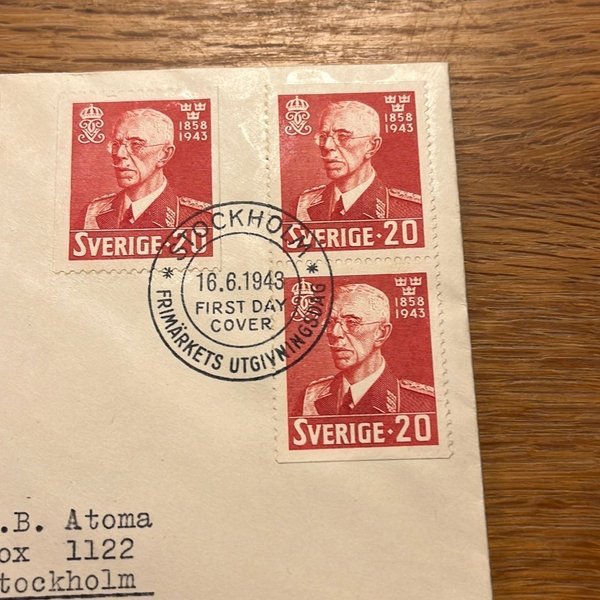 1858
1943
SVERIGE·20
1858
1943
SVERIGE·20
STOCKHOLM
16.6.1943
FIRST DAY
COVER
* FRIMÄRKETS UTGIVNINGSDAG *
1858
1943
SVERIGE·20
.B. Atoma
ox 1122
tockholm